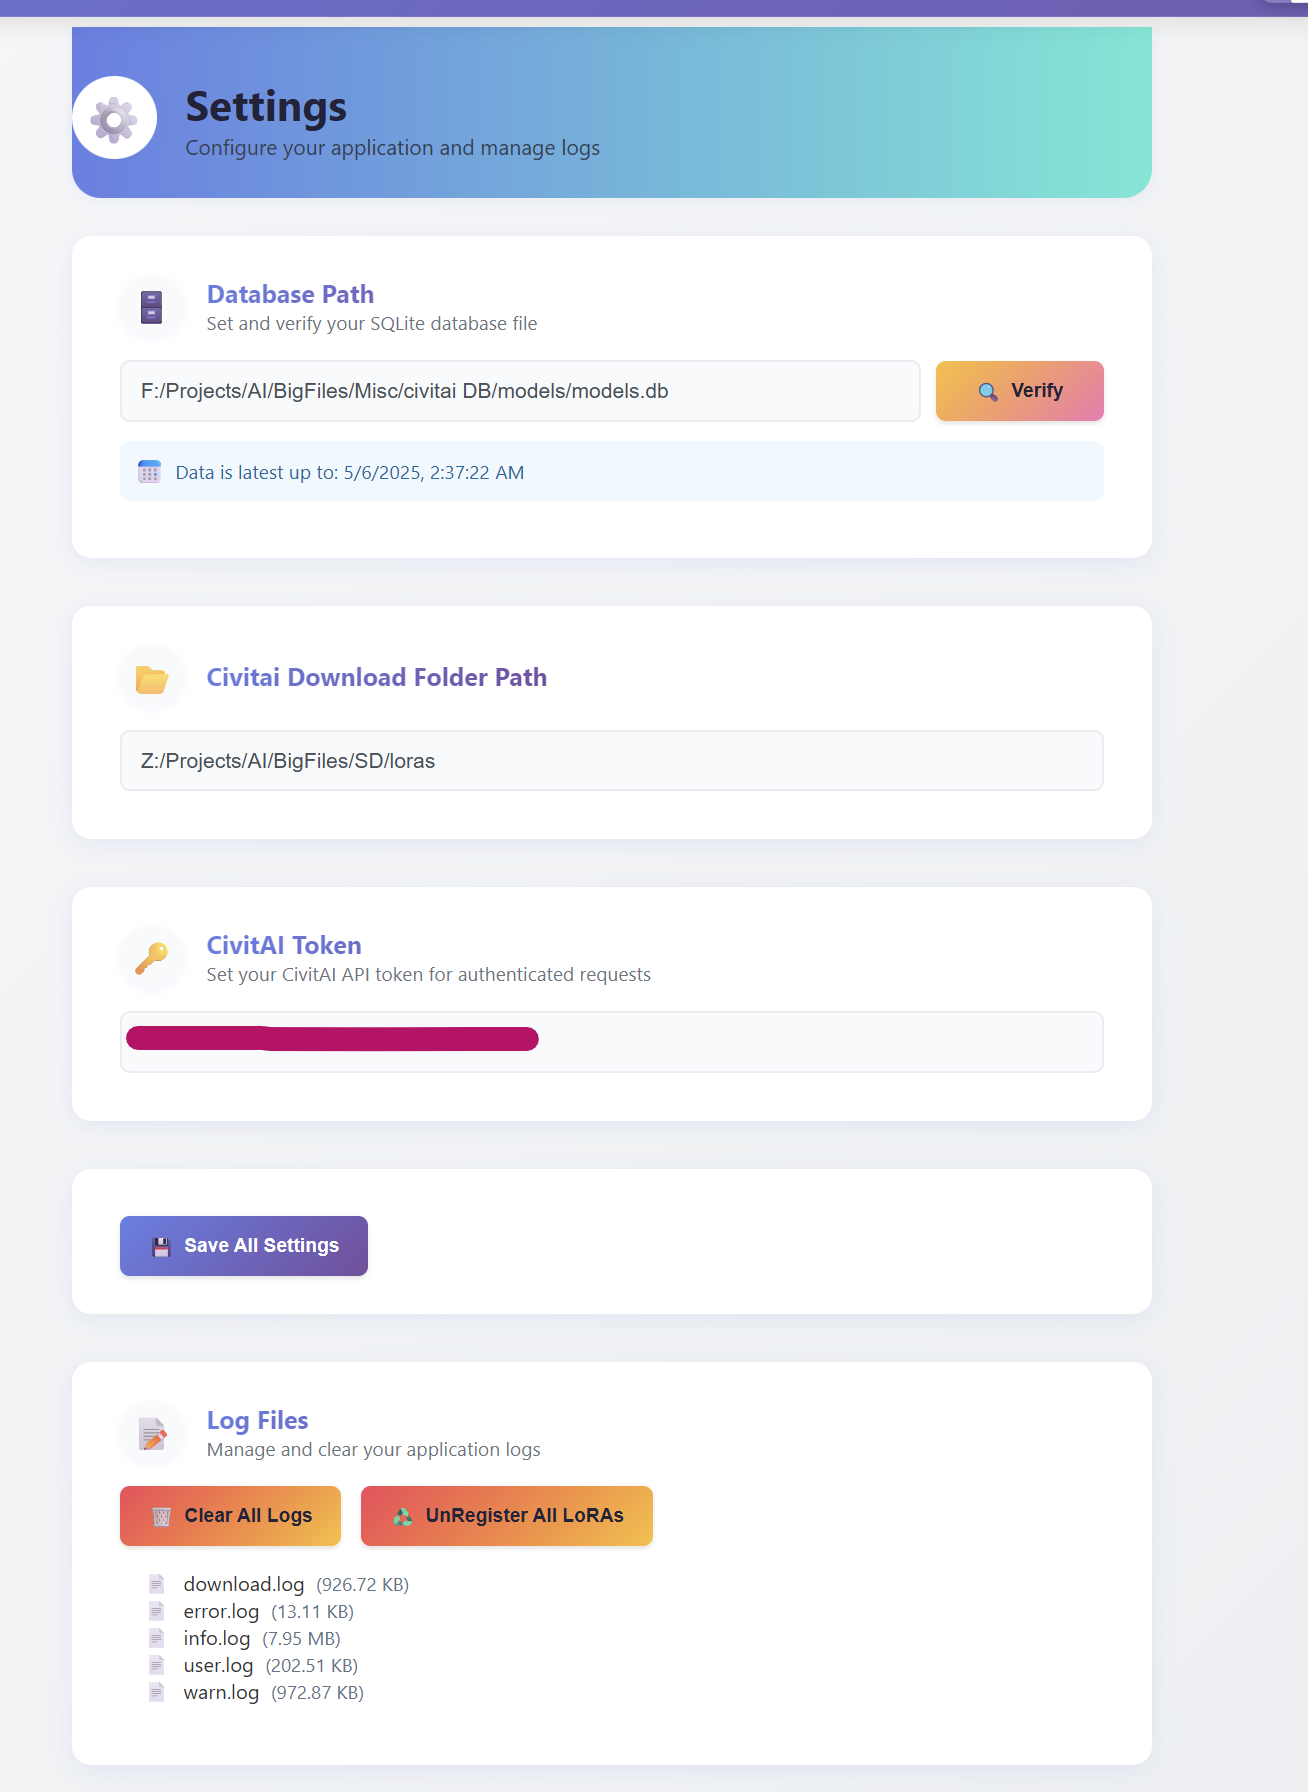 Settings
Configure your application and manage logs
Database Path
Set and verify your SQLite database file
F:/Projects/AI/BigFiles/Misc/civitai DB/models/models.db
Verify
Data is latest up to: 5/6/2025, 2:37:22 AM
Civitai Download Folder Path
Z:/Projects/AI/BigFiles/SD/loras
CivitAI Token
Set your CivitAI API token for authenticated requests
Save All Settings
Log Files
Manage and clear your application logs
Clear All Logs
UnRegister All LoRAs
download.log (926.72 KB)
error.log (13.11 KB)
info.log (7.95 MB)
user.log (202.51 KB)
warn.log (972.87 KB)